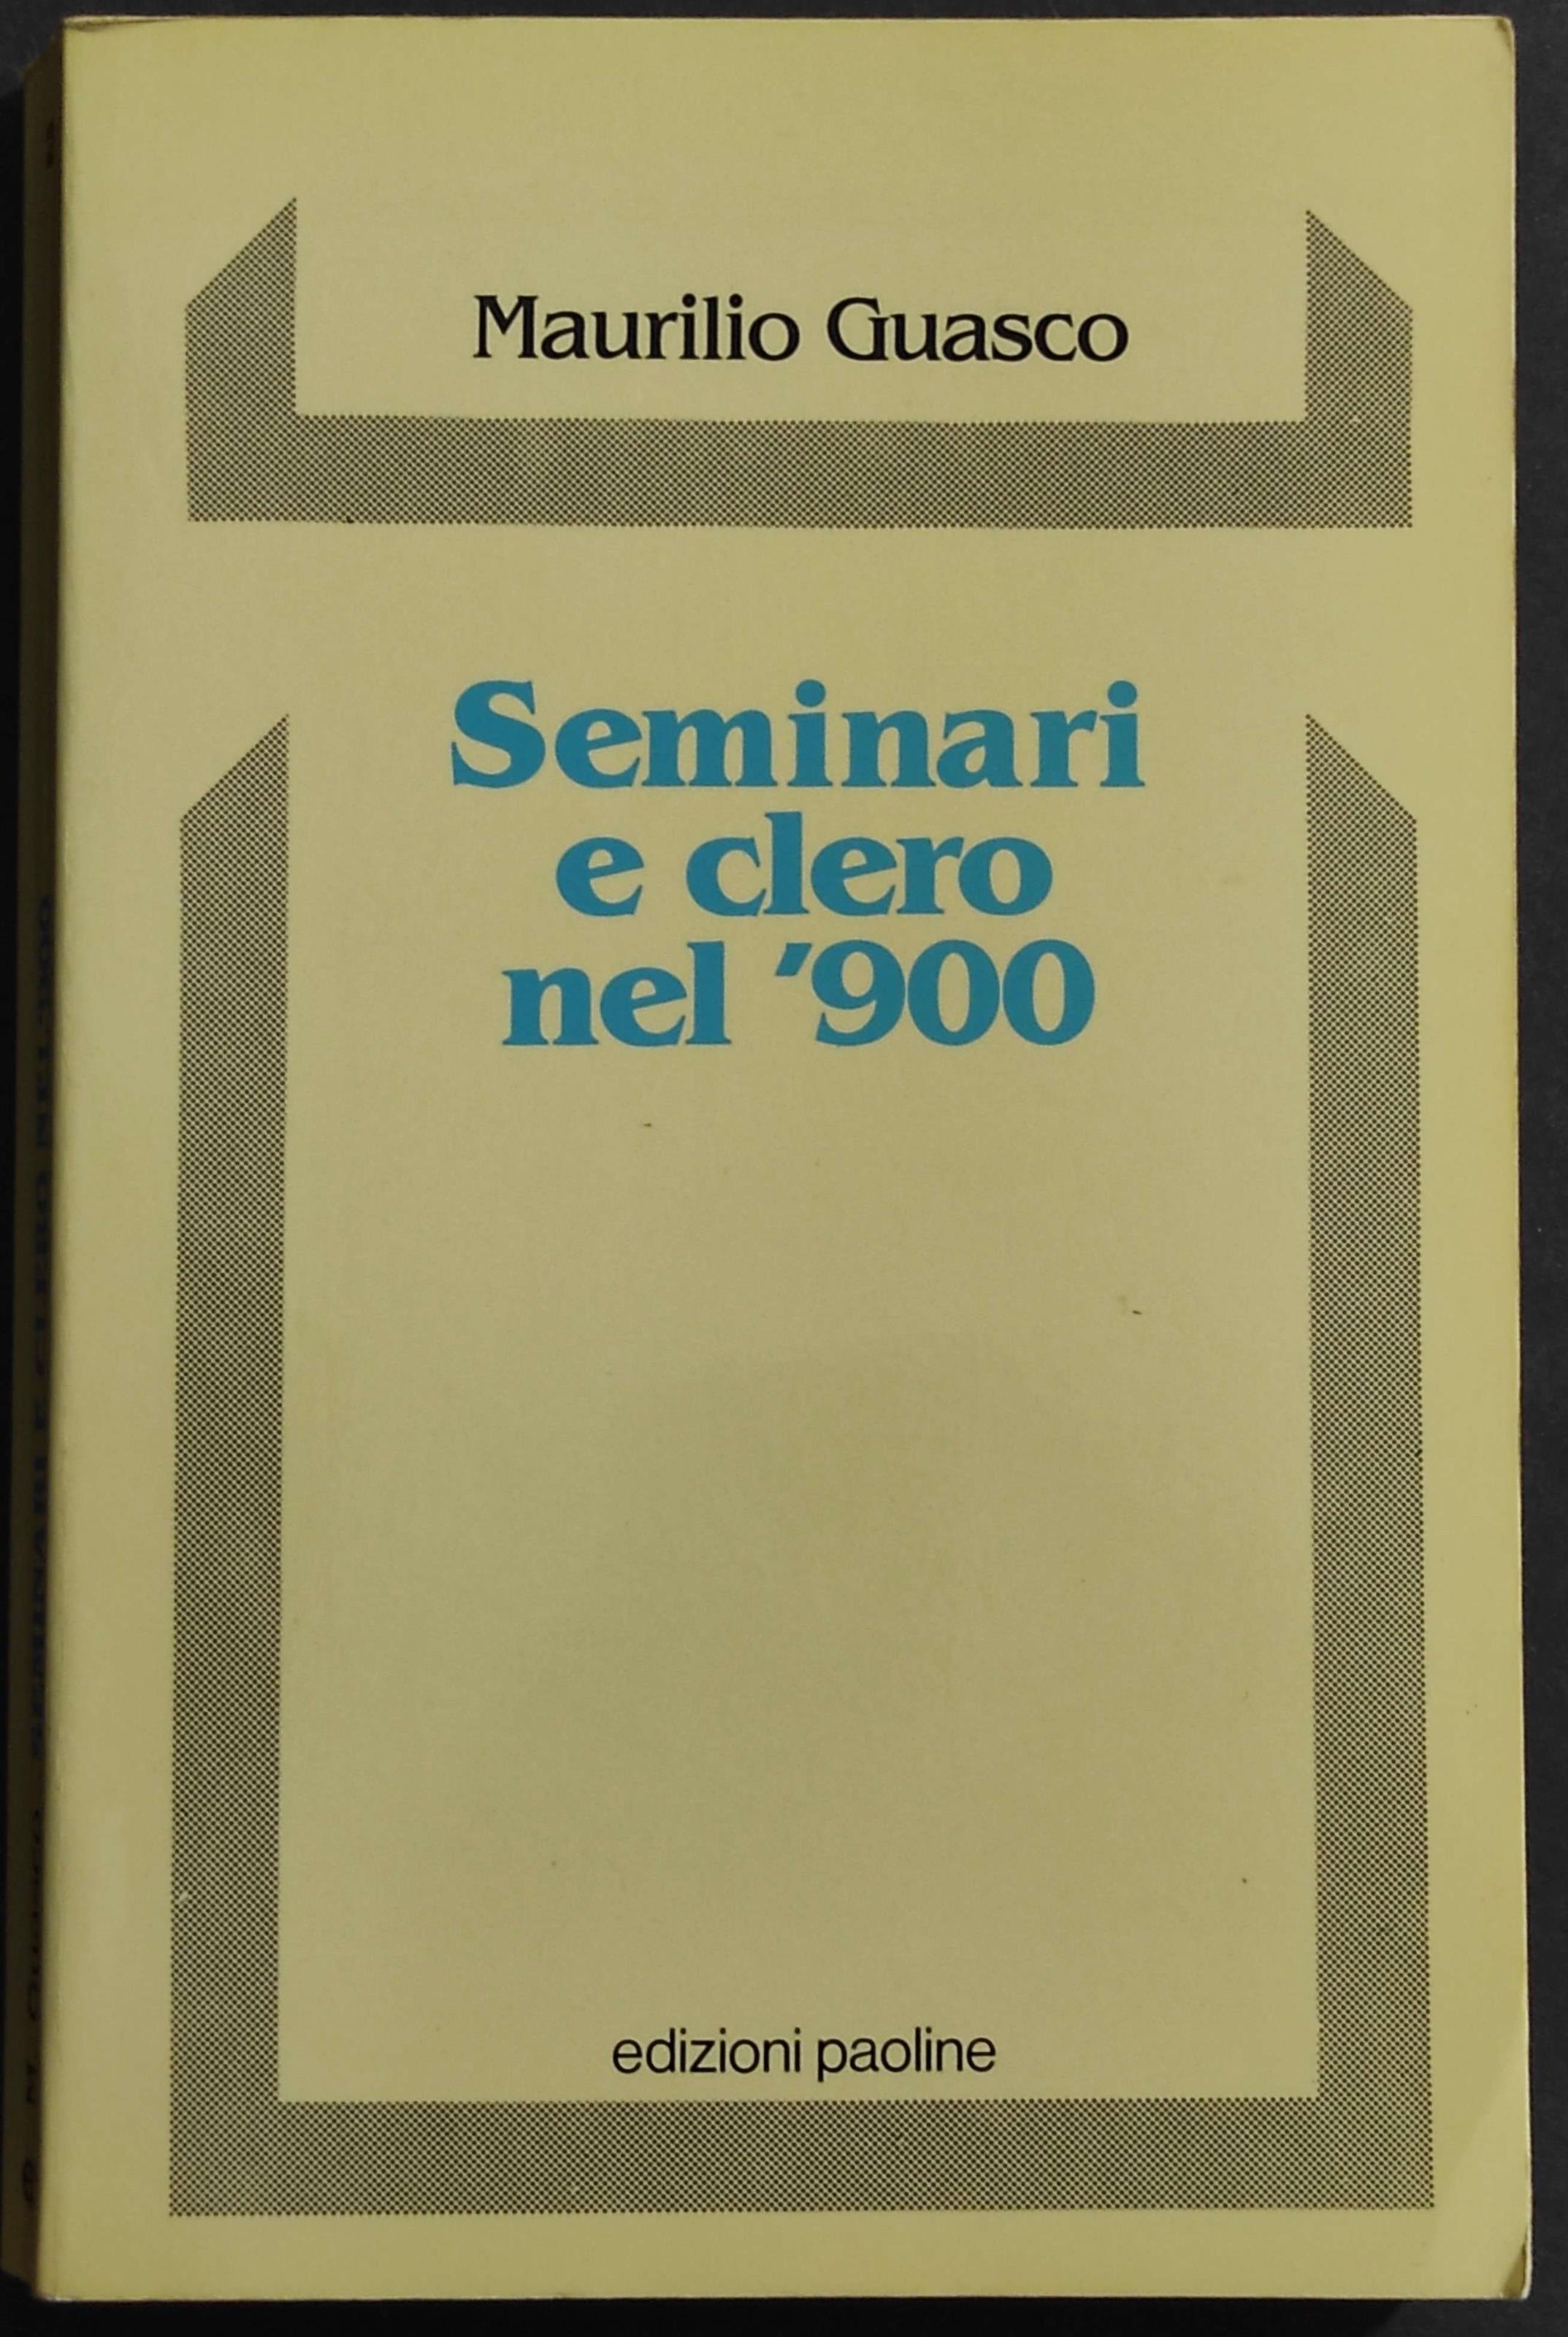 Maurilio Guasco
Seminari
e clero
nel '900
edizioni paoline